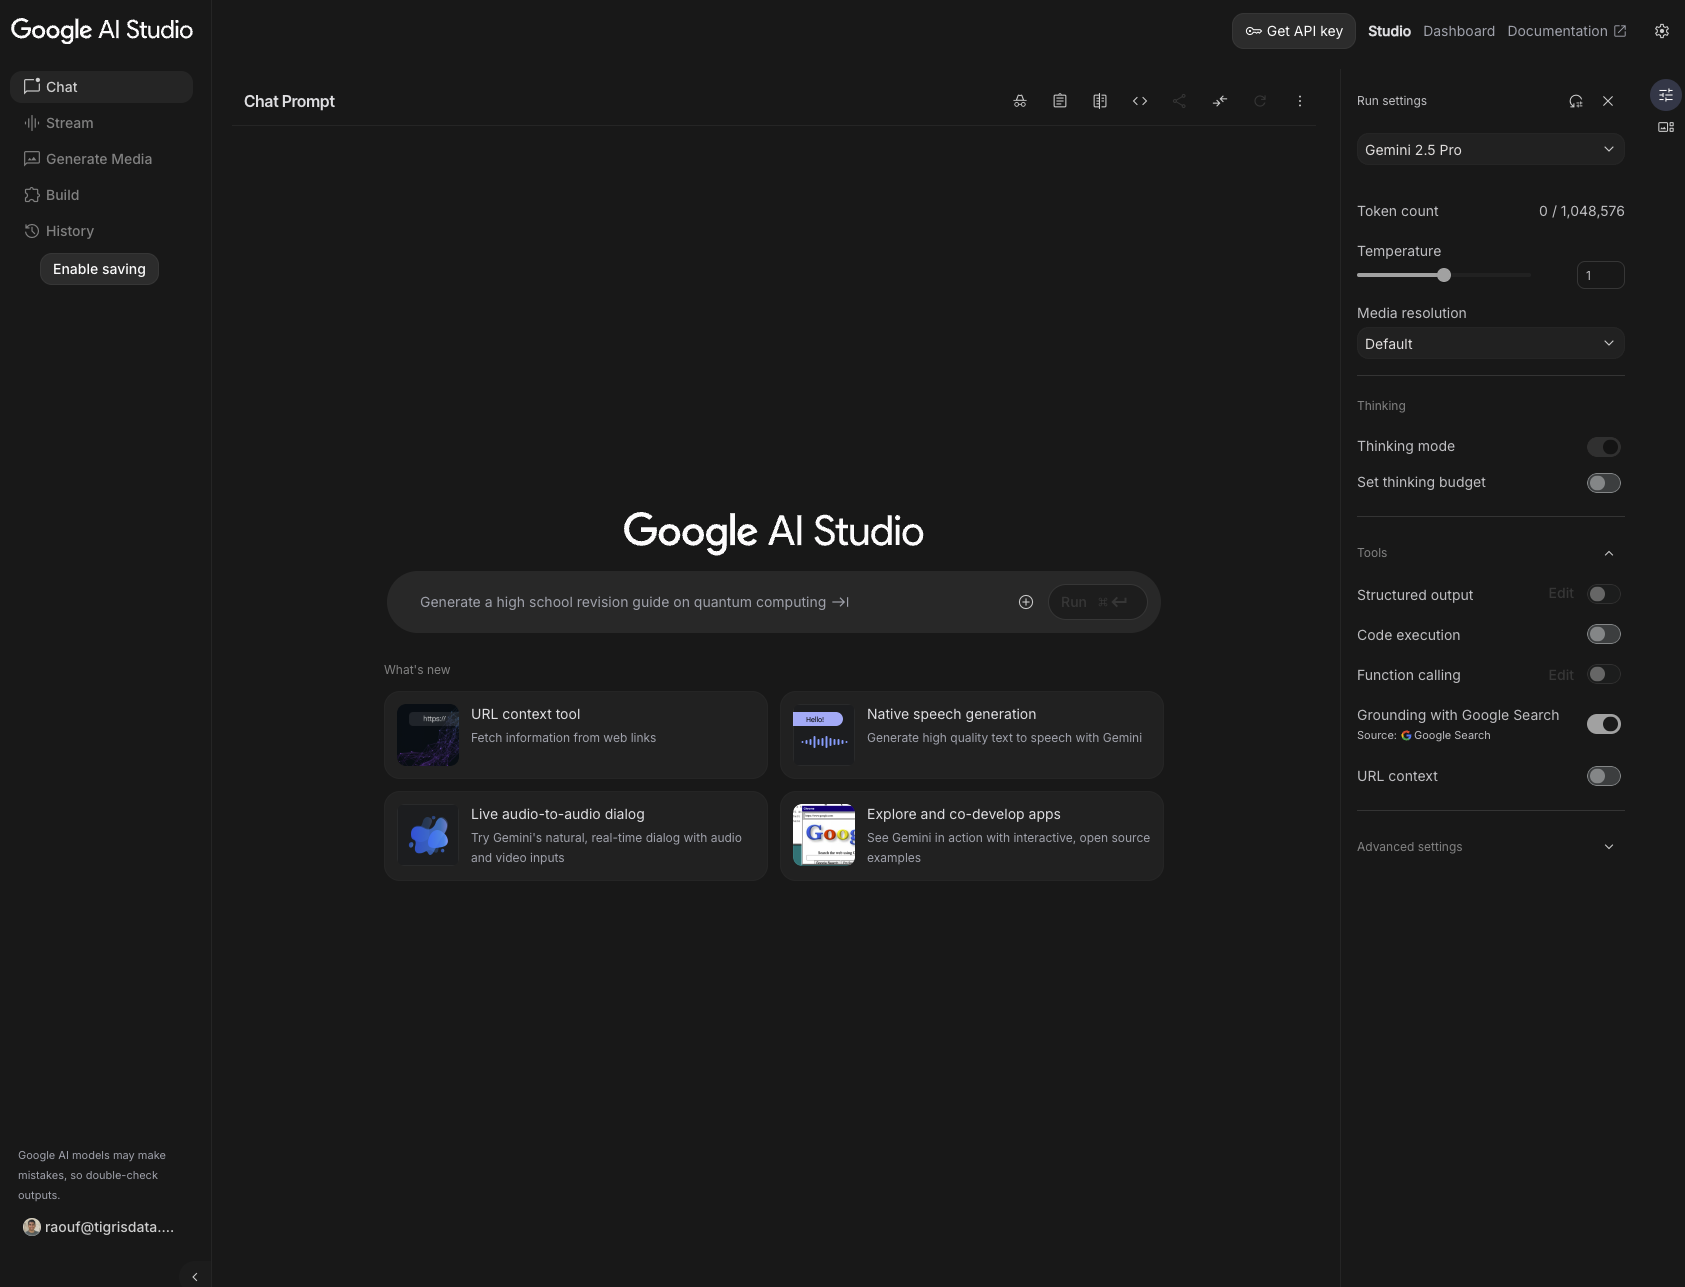 Google AI Studio
Get API key
Studio
Dashboard
Documentation
Chat
Stream
Generate Media
Build
History
Enable saving
Chat Prompt
Google AI Studio
Generate a high school revision guide on quantum computing
Run ⌘
What's new
https://
URL context tool
Fetch information from web links
Hello!
Native speech generation
Generate high quality text to speech with Gemini
Live audio-to-audio dialog
Try Gemini's natural, real-time dialog with audio
and video inputs
Goog
Explore and co-develop apps
See Gemini in action with interactive, open source
examples
Run settings
Gemini 2.5 Pro
Token count
0 / 1,048,576
Temperature
1
Media resolution
Default
Thinking
Thinking mode
Set thinking budget
Tools
Structured output
Edit
Code execution
Function calling
Edit
Grounding with Google Search
Source: Google Search
URL context
Advanced settings
Google AI models may make
mistakes, so double-check
outputs.
raouf@tigrisdata....